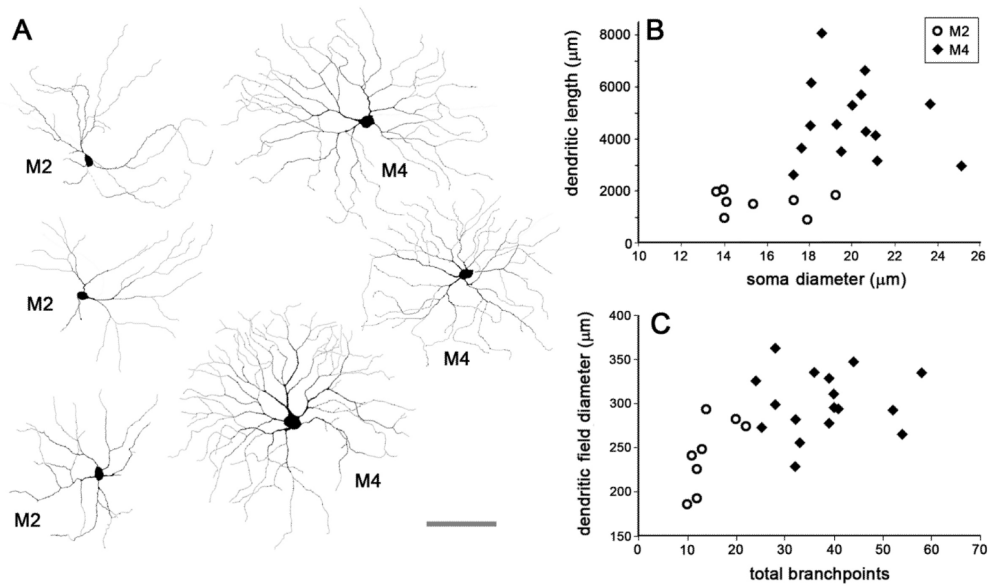 A
M2
M4
M2
M4
M2
M4
B
M2
M4
dendritic length (μm)
8000
6000
4000
2000
0
10 12 14 16 18 20 22 24 26
soma diameter (μm)
C
dendritic field diameter (μm)
400
350
300
250
200
150
0 10 20 30 40 50 60 70
total branchpoints